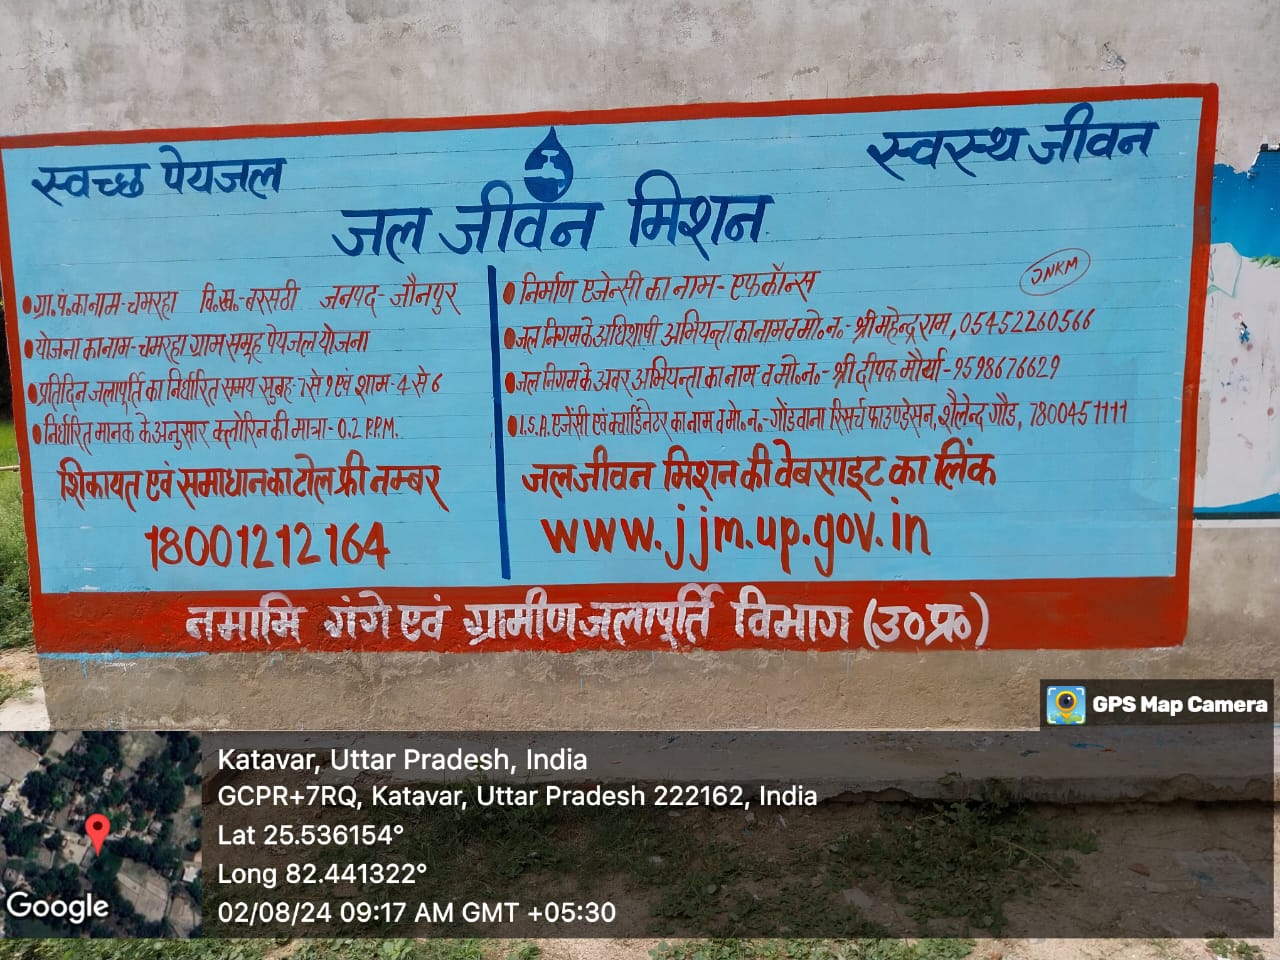 स्वच्छ पेयजल
स्वस्थ जीवन
जल जीवन मिशन
•ग्रा.पं.का नाम-चमरहा वि.ख.-बरसठी जनपद-जौनपुर
•योजना का नाम-चमरहा ग्राम समूह पेयजल योजना
•प्रतिदिन जलापूर्ति का निर्धारित समय सुबह-7 से 9 एवं शाम-4 से 6
•निर्धारित मानक के अनुसार क्लोरिन की मात्रा-0.2 P.P.M.
शिकायत एवं समाधान का टोल फ्री नम्बर
18001212164
JNKM
•निर्माण एजेन्सी का नाम-एफकॉन्स
•जल निगम के अधिशाषी अभियन्ता का नाम व मो.न.-श्री महेन्द्र राम, 05452260566
•जल निगम के अवर अभियन्ता का नाम व मो.न.-श्री दीपक मौर्या-9598676629
•I.S.A. एजेंसी एवं क्वार्डिनेटर का नाम व मो.न.-गोंडवाना रिसर्च फाउण्डेसन, शैलेन्द्र गौड, 7800451111
जल जीवन मिशन की वेबसाइट का लिंक
www.jjm.up.gov.in
नमामि गंगे एवं ग्रामीण जलापूर्ति विभाग (उ०प्र०)
GPS Map Camera
Katavar, Uttar Pradesh, India
GCPR+7RQ, Katavar, Uttar Pradesh 222162, India
Lat 25.536154°
Long 82.441322°
02/08/24 09:17 AM GMT +05:30
Google